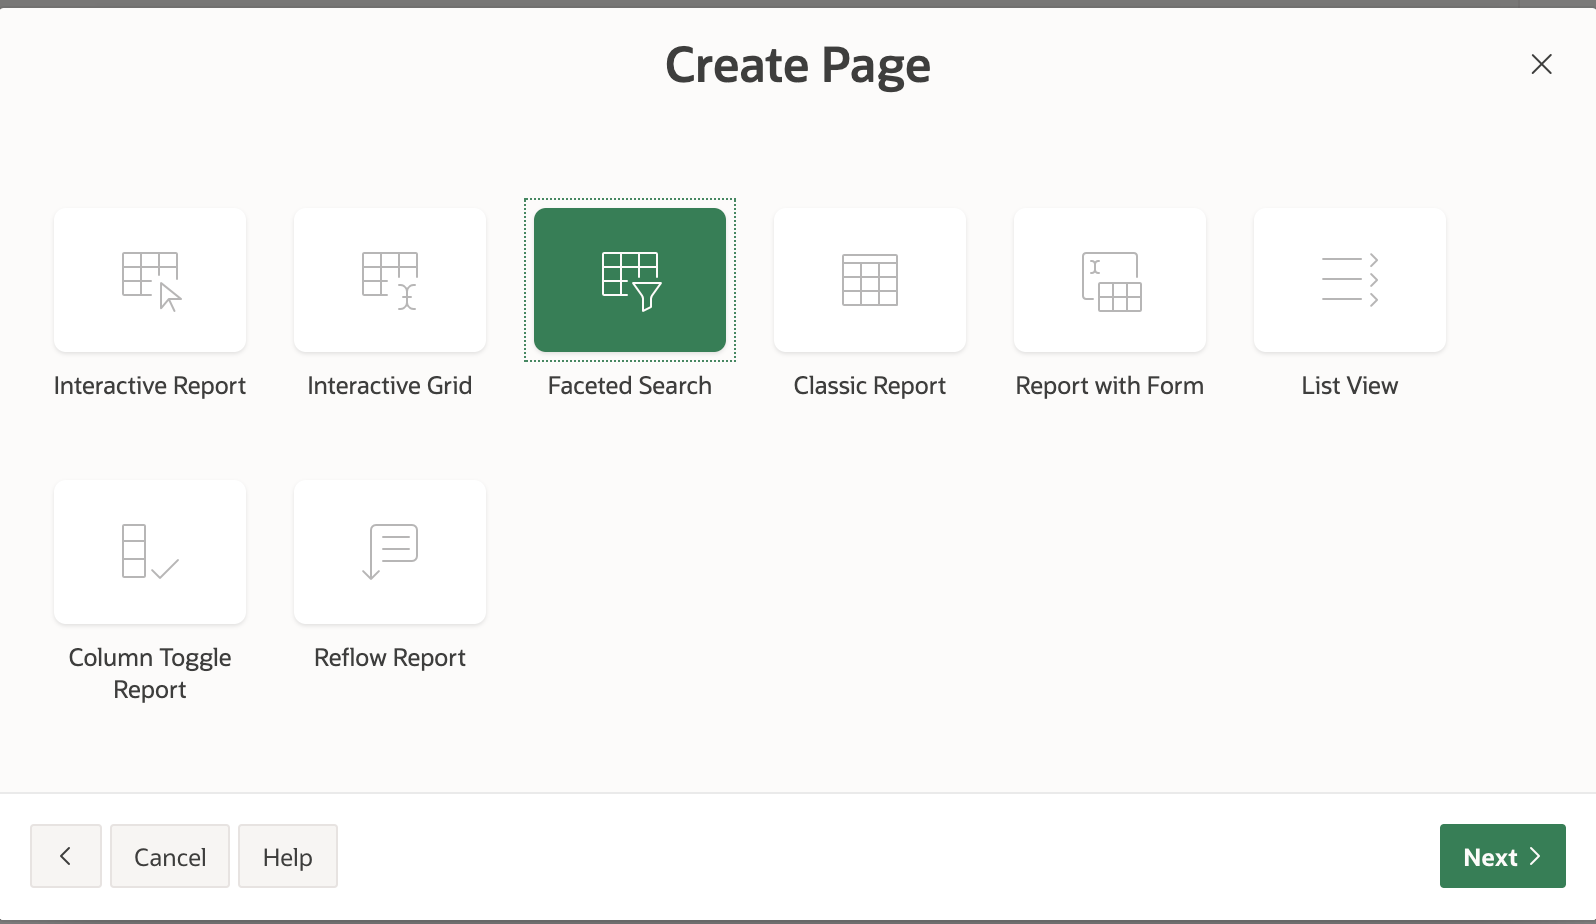 Create Page
Interactive Report
Interactive Grid
Faceted Search
Classic Report
Report with Form
List View
Column Toggle
Report
Reflow Report
Cancel
Help
Next